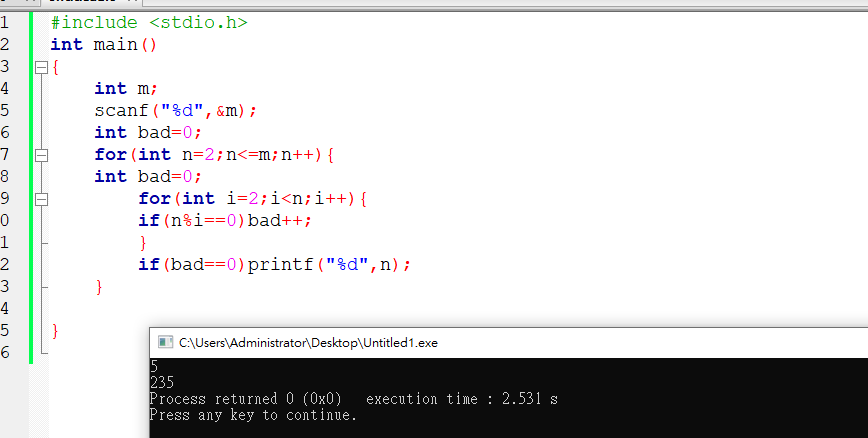 1 #include <stdio.h>
2 int main()
3 {
4 int m;
5 scanf("%d",&m);
6 int bad=0;
7 for(int n=2;n<=m;n++){
8 int bad=0;
9 for(int i=2;i<n;i++){
0 if(n%i==0)bad++;
1 }
2 if(bad==0)printf("%d",n);
3 }
4
5 }
6
C:\Users\Administrator\Desktop\Untitled1.exe
5
235
Process returned 0 (0x0) execution time : 2.531 s
Press any key to continue.